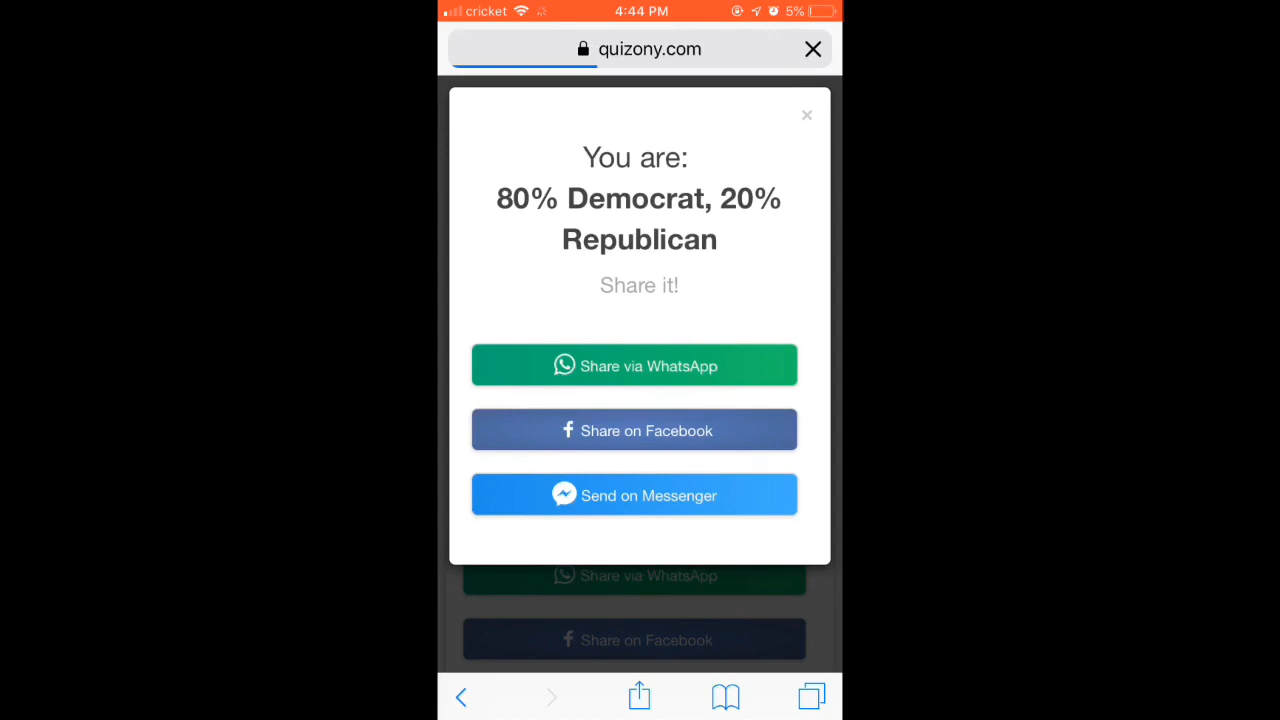 cricket 4:44 PM 5%
quizony.com
You are:
80% Democrat, 20%
Republican
Share it!
Share via WhatsApp
Share on Facebook
Send on Messenger
Share via WhatsApp
Share on Facebook